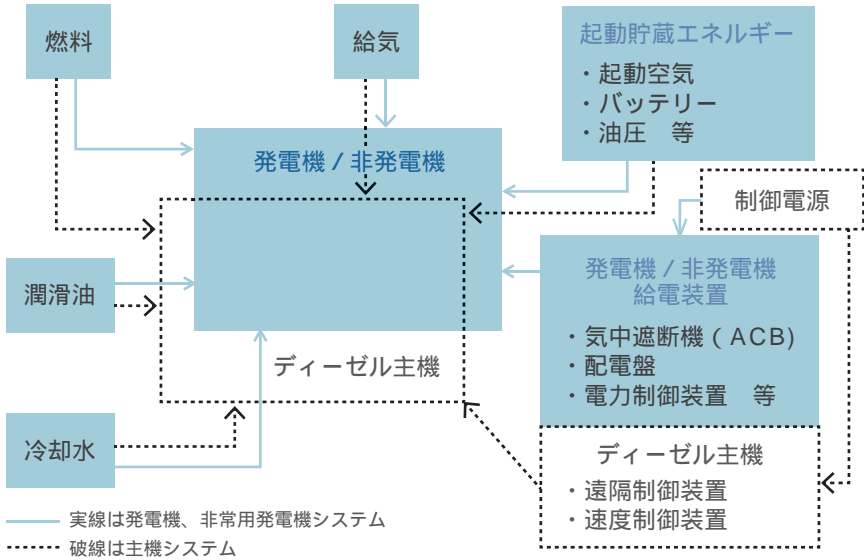 燃料
給気
起動貯蔵エネルギー
・起動空気
・バッテリー
・油圧　等
発電機 / 非発電機
制御電源
潤滑油
発電機 / 非発電機
給電装置
・気中遮断機 ( ACB)
・配電盤
・電力制御装置　等
ディーゼル主機
冷却水
ディーゼル主機
・遠隔制御装置
・速度制御装置
実線は発電機、非常用発電機システム
破線は主機システム